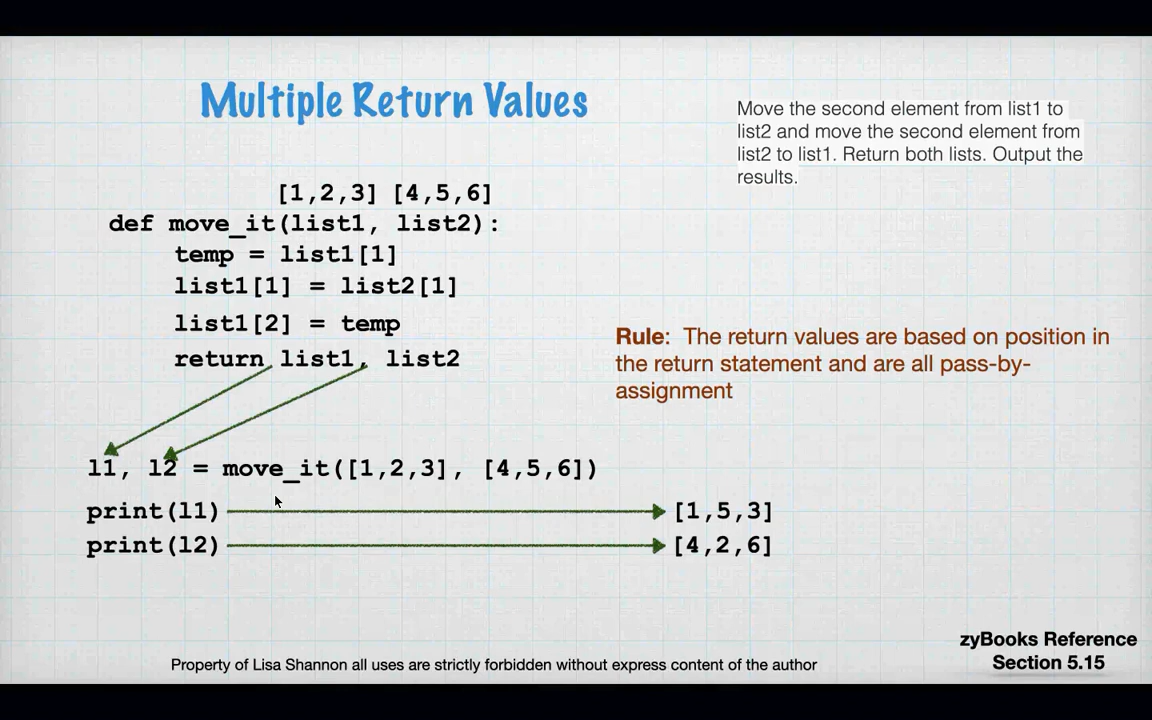 Multiple Return Values
Move the second element from list1 to
list2 and move the second element from
list2 to list1. Return both lists. Output the
results.
[1,2,3] [4,5,6]
def move_it(list1, list2):
temp = list1[1]
list1[1] = list2[1]
list1[2] = temp
return list1, list2
Rule: The return values are based on position in
the return statement and are all pass-by-
assignment
l1, l2 = move_it([1,2,3], [4,5,6])
print(l1) [1,5,3]
print(l2) [4,2,6]
zyBooks Reference
Section 5.15
Property of Lisa Shannon all uses are strictly forbidden without express content of the author